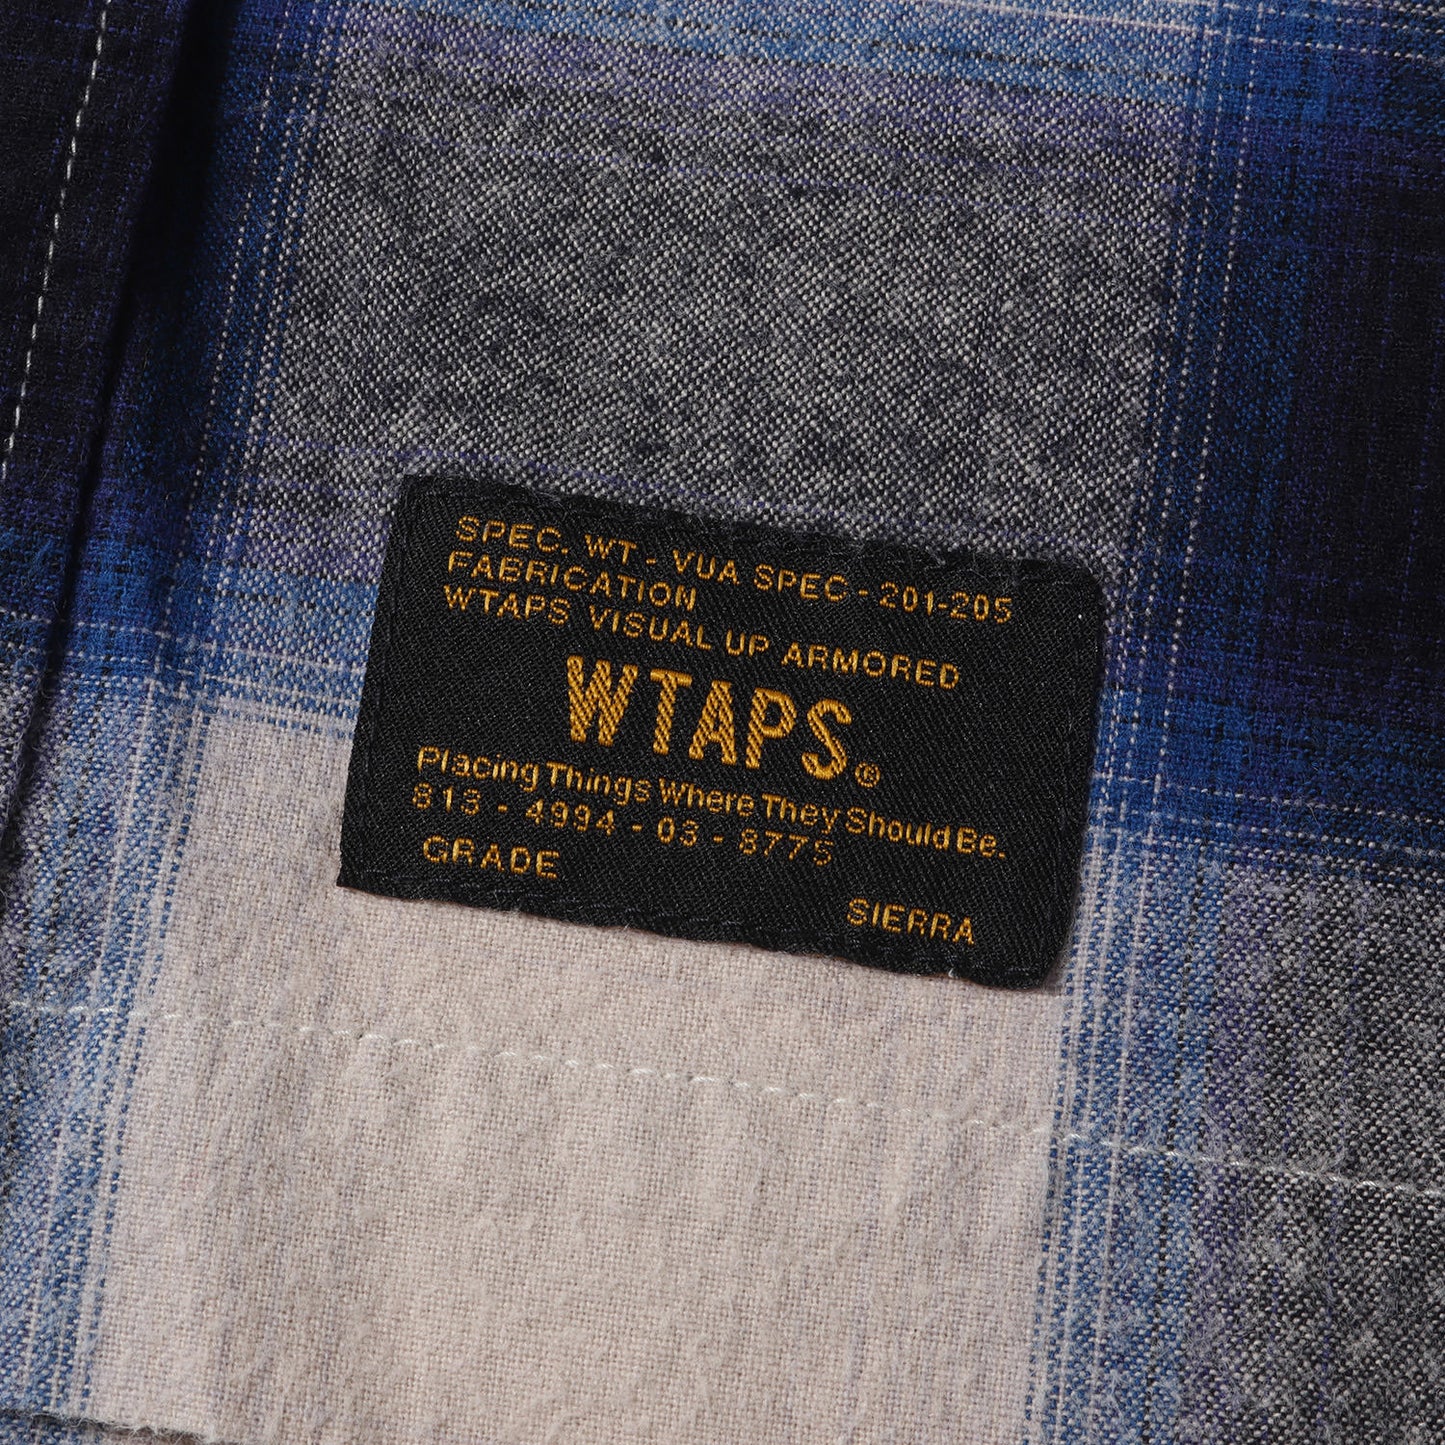 SPEC. WT - VUA SPEC - 201-205
FABRICATION
WTAPS VISUAL UP ARMORED
WTAPS.®
Placing Things Where They Should Be.
813 - 4994 - 03 - 8775
GRADE
SIERRA